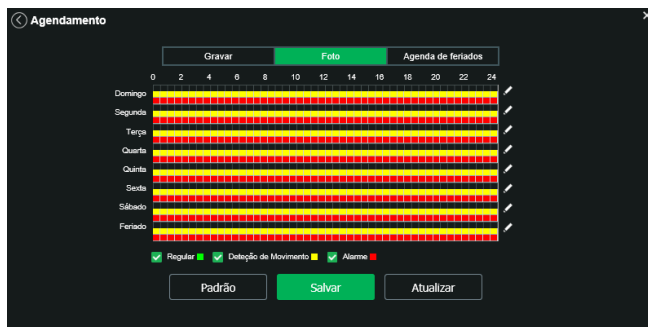 Agendamento
Gravar Foto Agenda de feriados
0 2 4 6 8 10 12 14 16 18 20 22 24
Domingo
Segunda
Terça
Quarta
Quinta
Sexta
Sábado
Feriado
Regular Deteção de Movimento Alarme
Padrão Salvar Atualizar